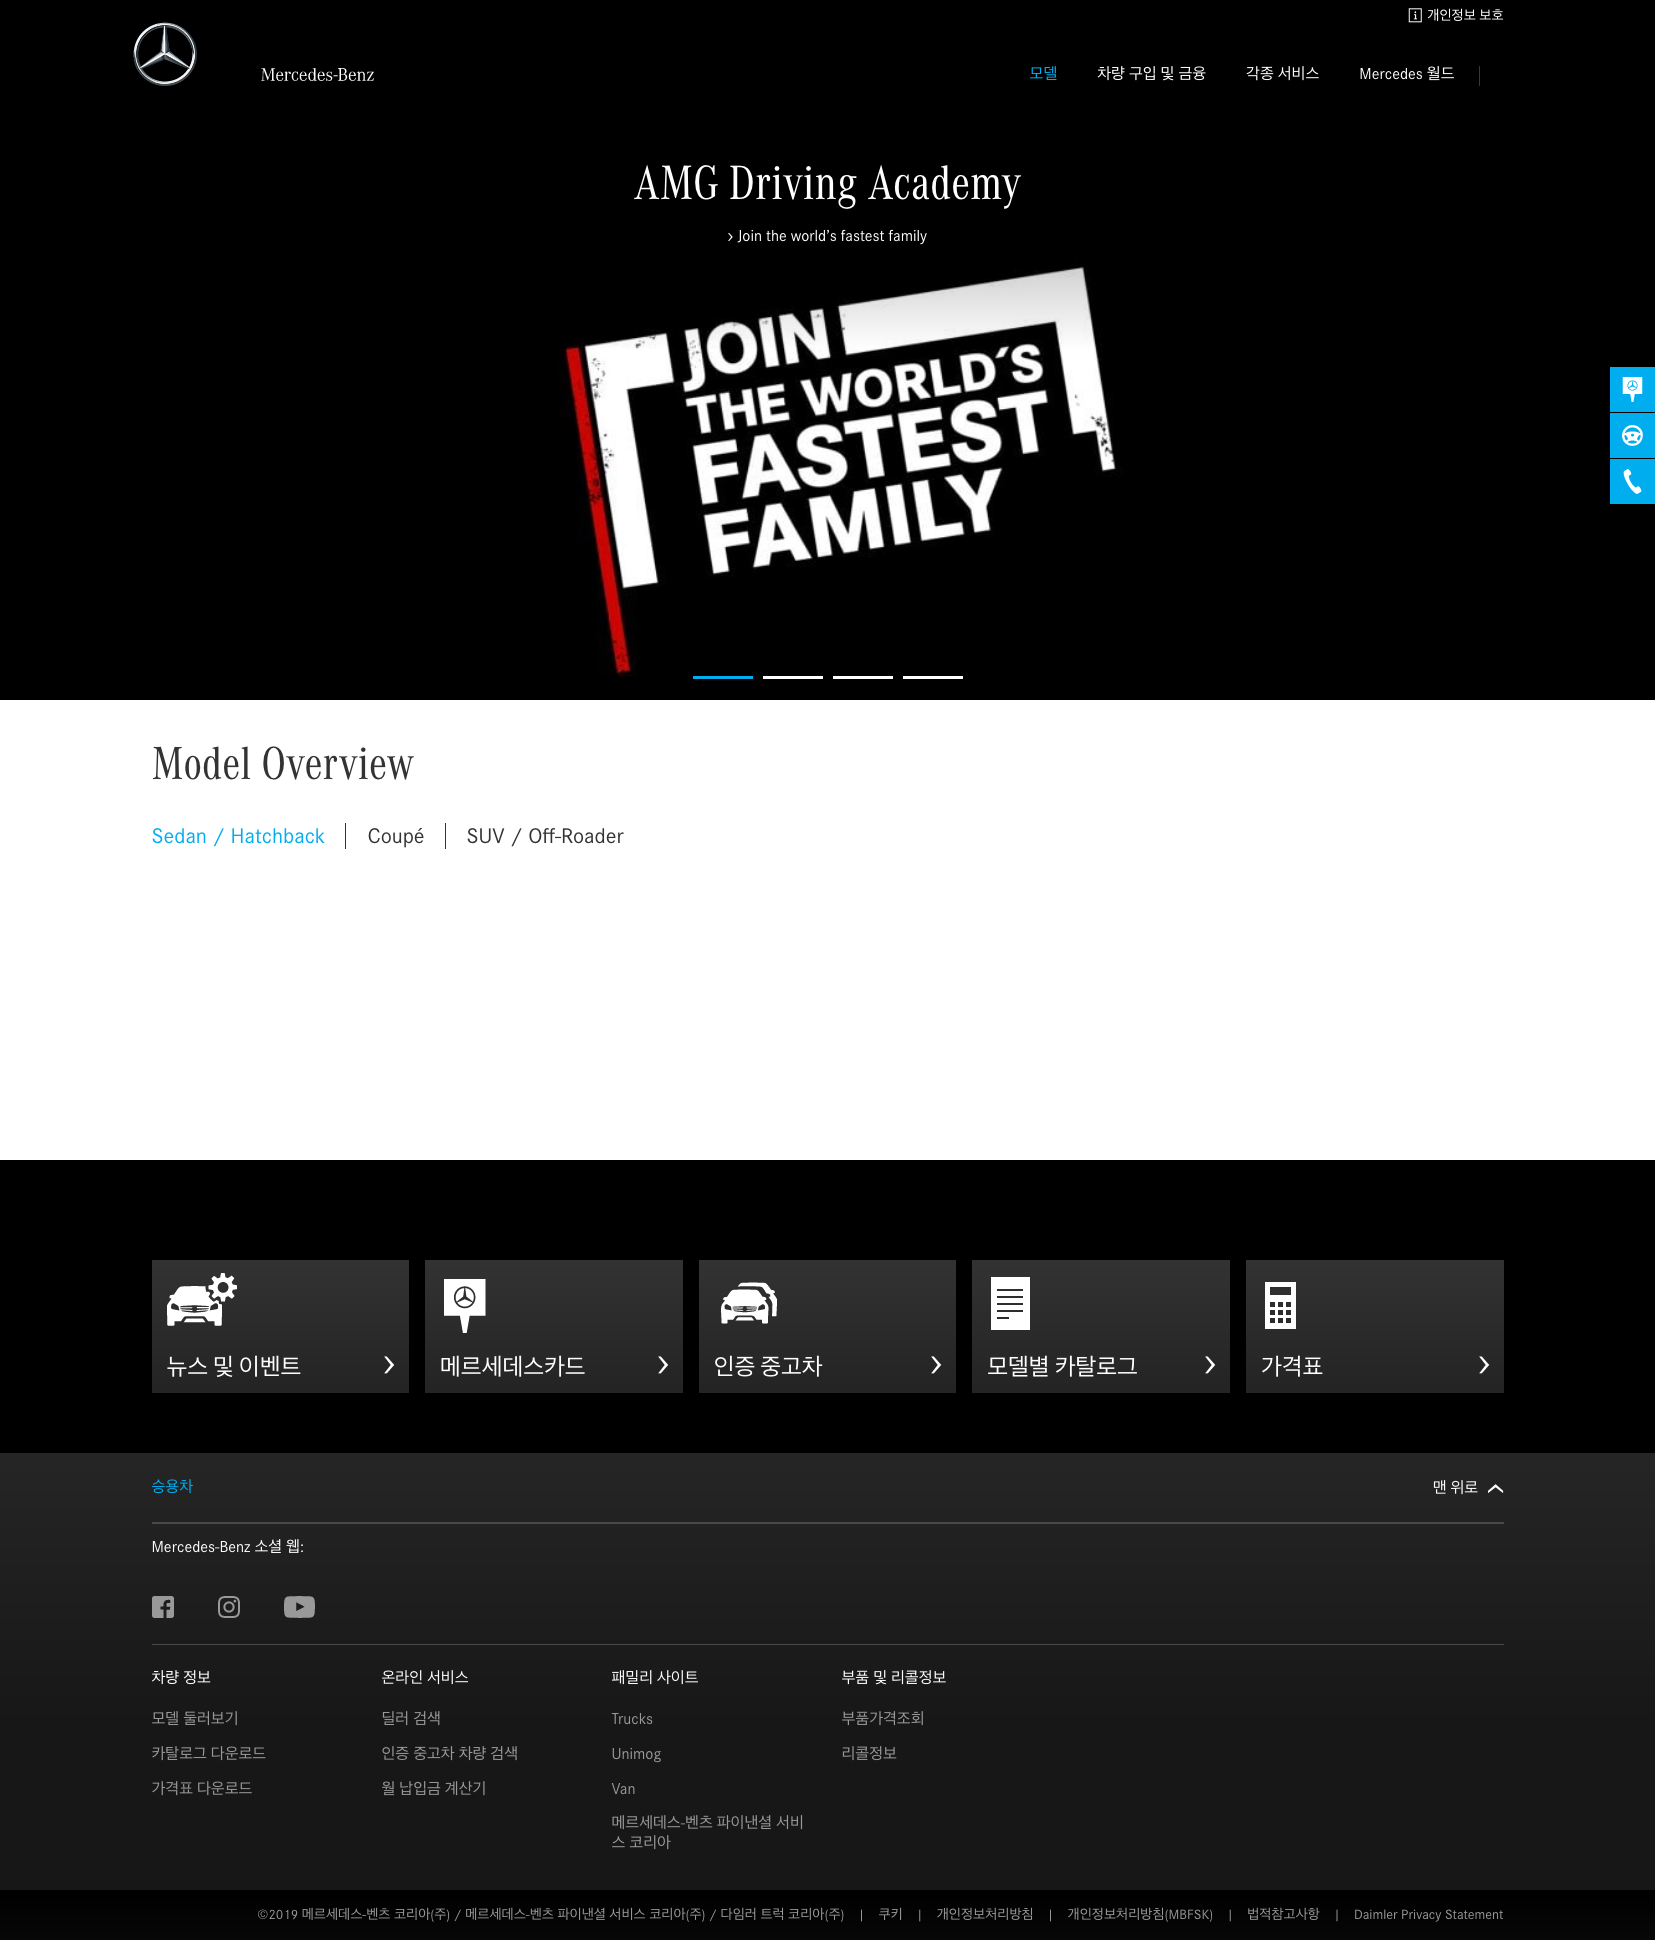 개인정보 보호
Mercedes-Benz
모델 차량 구입 및 금융 각종 서비스 Mercedes 월드
AMG Driving Academy
› Join the world's fastest family
JOIN
THE WORLD´S
FASTEST
FAMILY
Model Overview
Sedan / Hatchback Coupé SUV / Off-Roader
뉴스 및 이벤트 메르세데스카드 인증 중고차 모델별 카탈로그 가격표
승용차 맨 위로
Mercedes-Benz 소셜 웹:
차량 정보 온라인 서비스 패밀리 사이트 부품 및 리콜정보
모델 둘러보기 딜러 검색 Trucks 부품가격조회
카탈로그 다운로드 인증 중고차 차량 검색 Unimog 리콜정보
가격표 다운로드 월 납입금 계산기 Van
메르세데스-벤츠 파이낸셜 서비
스 코리아
©2019 메르세데스-벤츠 코리아(주) / 메르세데스-벤츠 파이낸셜 서비스 코리아(주) / 다임러 트럭 코리아(주) | 쿠키 | 개인정보처리방침 | 개인정보처리방침(MBFSK) | 법적참고사항 | Daimler Privacy Statement